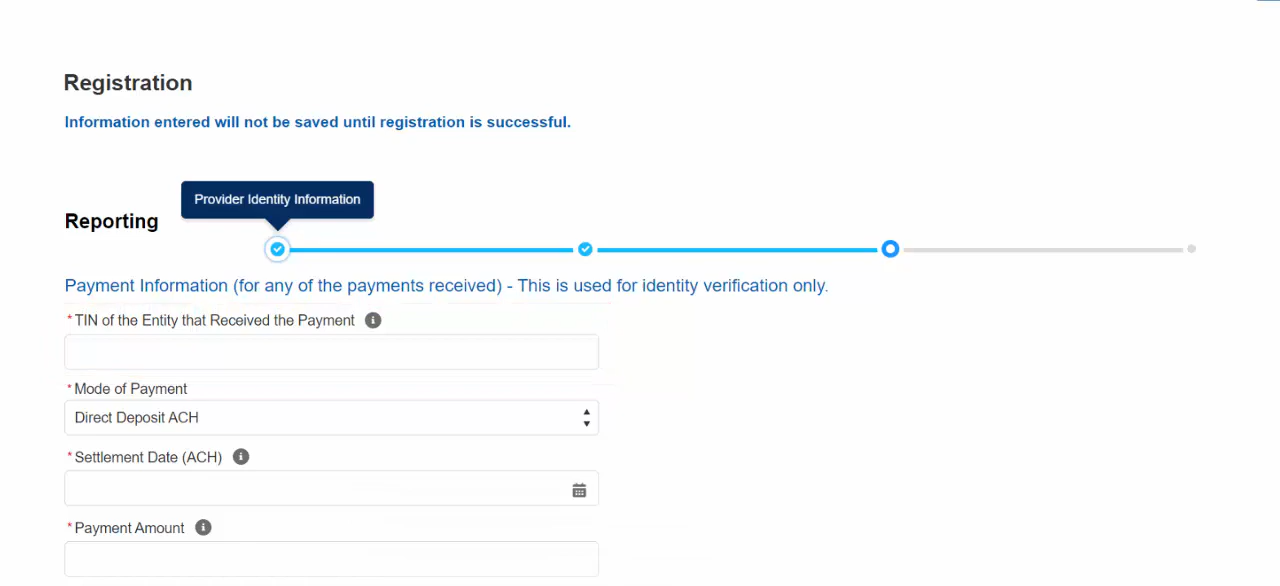 Registration
Information entered will not be saved until registration is successful.
Provider Identity Information
Reporting
Payment Information (for any of the payments received) - This is used for identity verification only.
*TIN of the Entity that Received the Payment
*Mode of Payment
Direct Deposit ACH
*Settlement Date (ACH)
*Payment Amount